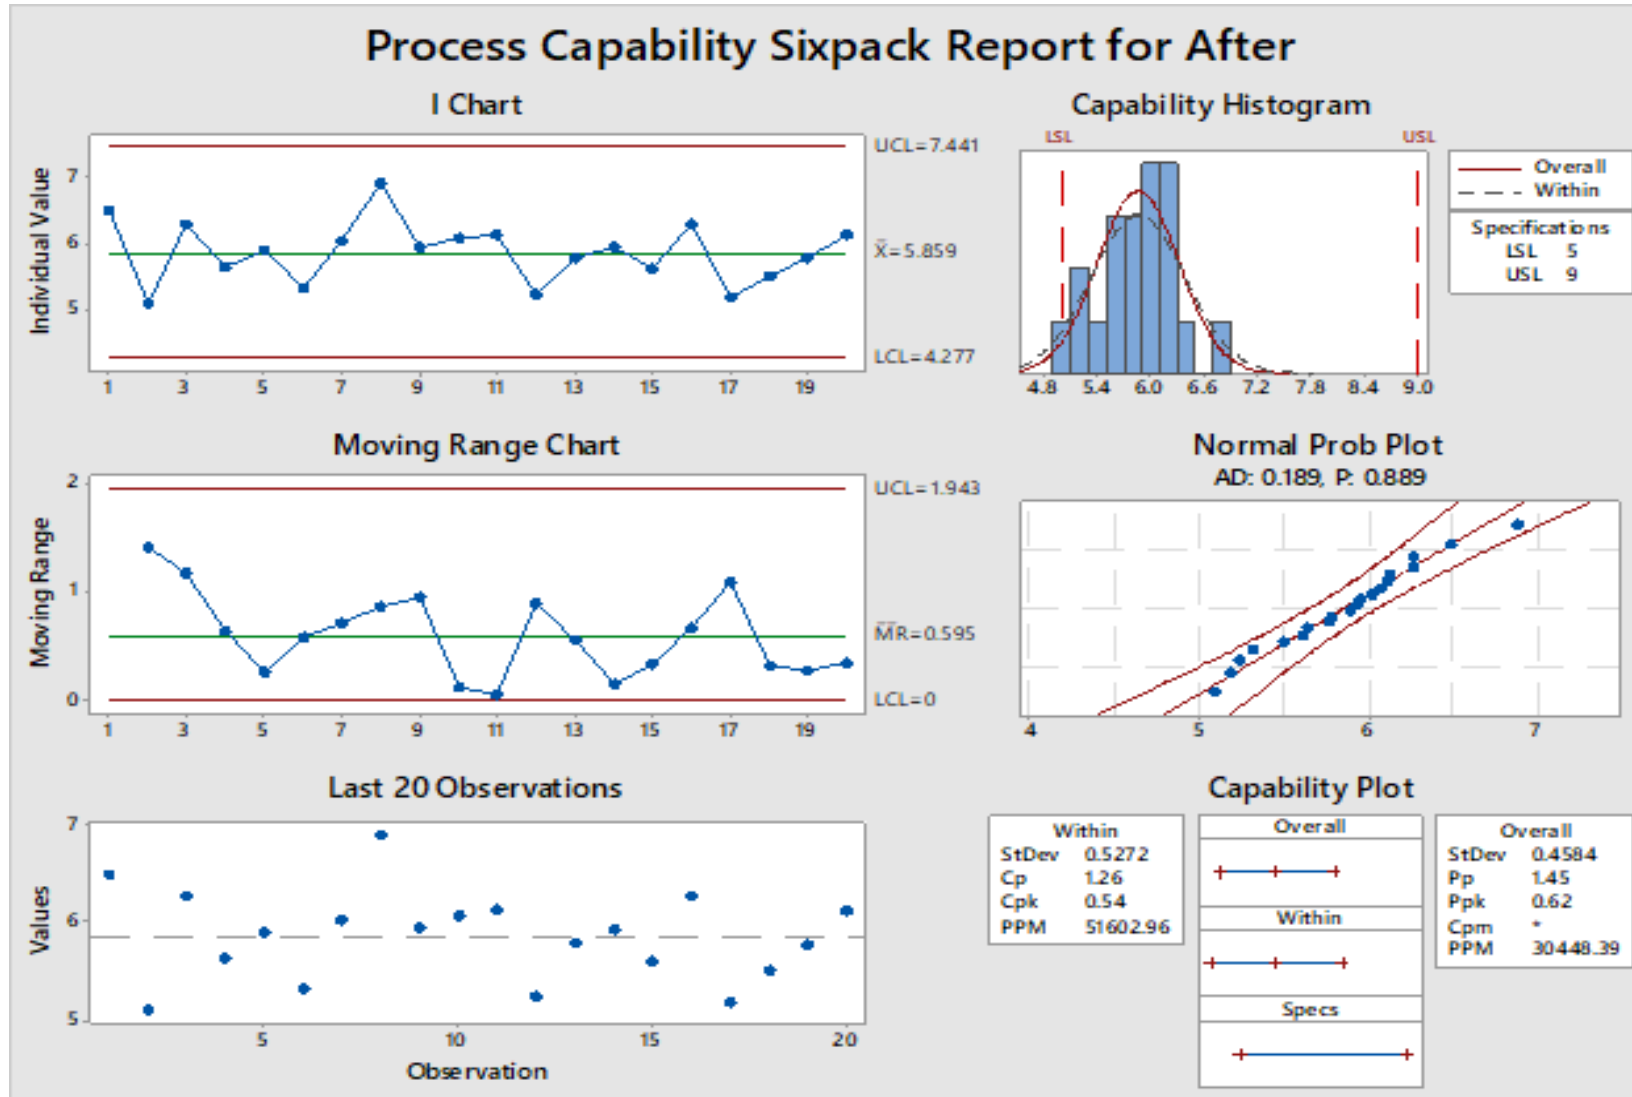 Process Capability Sixpack Report for After
I Chart
Individual Value
7
6
5
UCL=7.441
X̄=5.859
LCL=4.277
1 3 5 7 9 11 13 15 17 19
Capability Histogram
LSL USL
4.8 5.4 6.0 6.6 7.2 7.8 8.4 9.0
Overall
Within
Specifications
LSL 5
USL 9
Moving Range Chart
Moving Range
2
1
0
UCL=1.943
M̅R̅=0.595
LCL=0
1 3 5 7 9 11 13 15 17 19
Normal Prob Plot
AD: 0.189, P: 0.889
4 5 6 7
Last 20 Observations
Values
7
6
5
5 10 15 20
Observation
Capability Plot
Within
StDev 0.5272
Cp 1.26
Cpk 0.54
PPM 51602.96
Overall
Within
Specs
Overall
StDev 0.4584
Pp 1.45
Ppk 0.62
Cpm *
PPM 30448.39